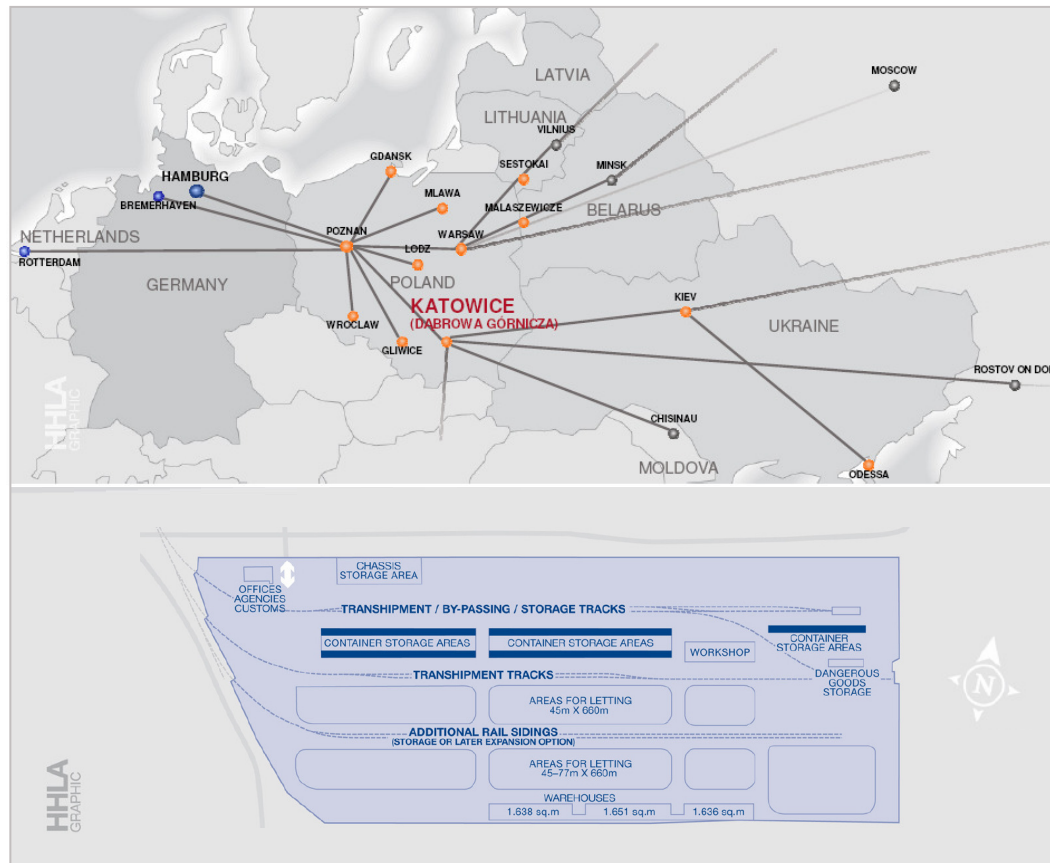 LATVIA
MOSCOW
LITHUANIA
VILNIUS
GDANSK
SESTOKAI
MINSK
HAMBURG
BREMERHAVEN
MLAWA
MALASZEWICZE
BELARUS
NETHERLANDS
ROTTERDAM
POZNAN
WARSAW
LODZ
GERMANY
POLAND
KATOWICE
(DABROWA GÓRNICZA)
KIEV
UKRAINE
WROCLAW
GLIWICE
ROSTOV ON DON
CHISINAU
MOLDOVA
ODESSA
HHLA
GRAPHIC
CHASSIS
STORAGE AREA
OFFICES
AGENCIES
CUSTOMS
TRANSHIPMENT / BY-PASSING / STORAGE TRACKS
CONTAINER STORAGE AREAS
CONTAINER STORAGE AREAS
WORKSHOP
CONTAINER
STORAGE AREAS
TRANSHIPMENT TRACKS
DANGEROUS
GOODS
STORAGE
AREAS FOR LETTING
45m X 660m
N
ADDITIONAL RAIL SIDINGS
(STORAGE OR LATER EXPANSION OPTION)
AREAS FOR LETTING
45–77m X 660m
WAREHOUSES
1.638 sq.m
1.651 sq.m
1.636 sq.m
HHLA
GRAPHIC